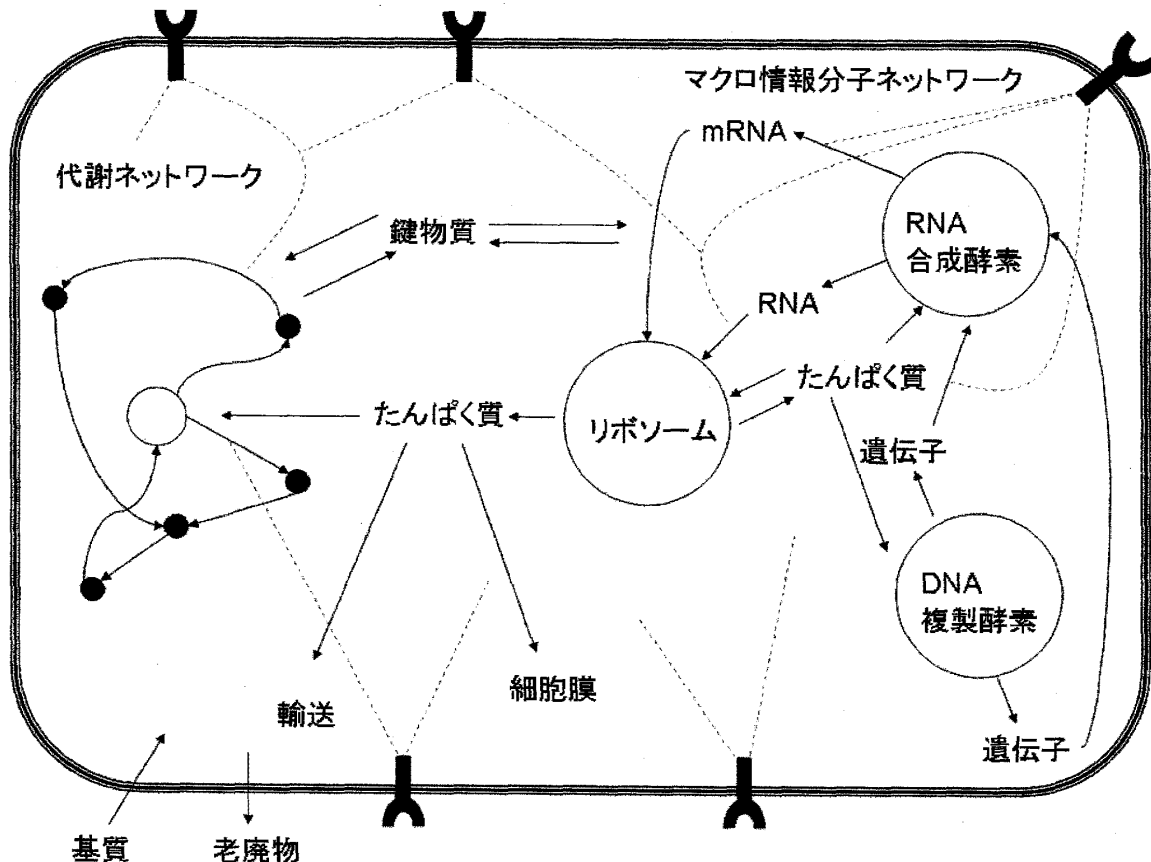 マクロ情報分子ネットワーク
mRNA
代謝ネットワーク
鍵物質
RNA
合成酵素
RNA
たんぱく質
たんぱく質
リボソーム
遺伝子
DNA
複製酵素
細胞膜
輸送
遺伝子
基質
老廃物